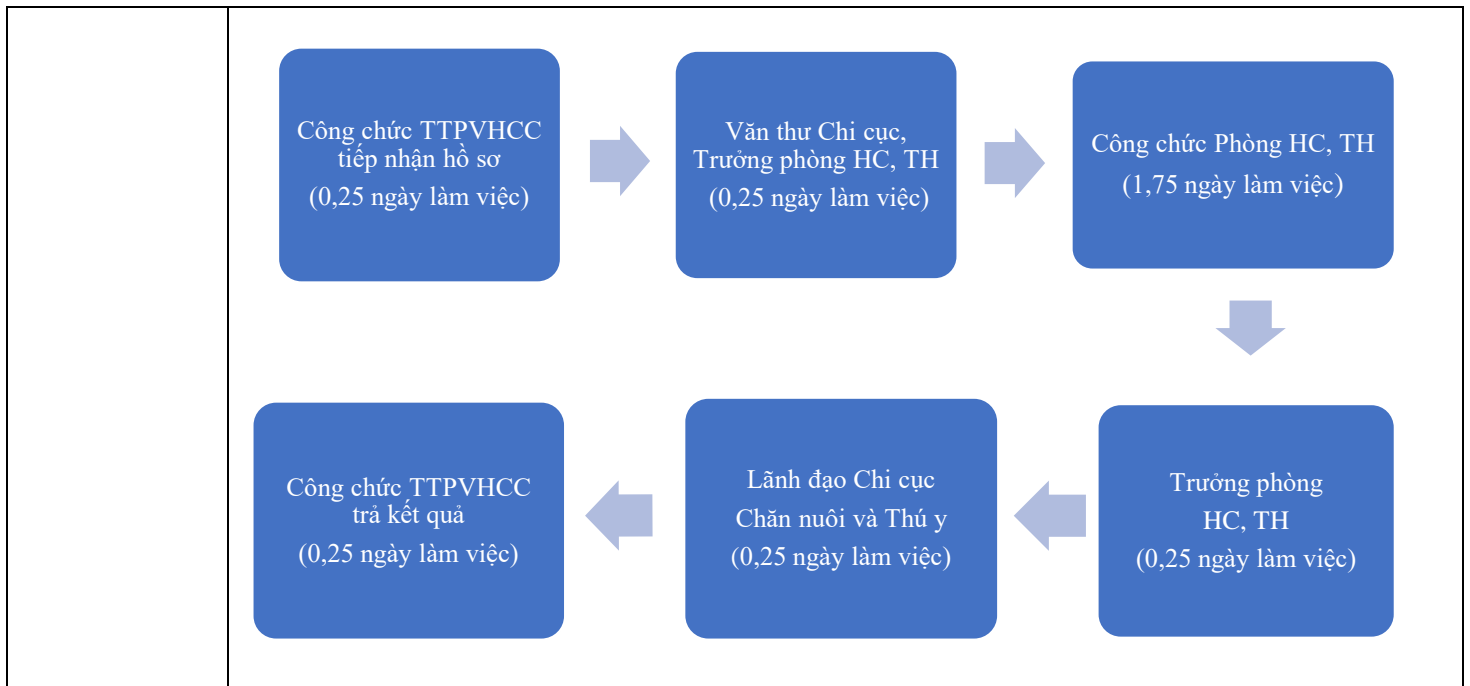 Công chức TTPVHCC
tiếp nhận hồ sơ
(0,25 ngày làm việc)
Văn thư Chi cục,
Trưởng phòng HC, TH
(0,25 ngày làm việc)
Công chức Phòng HC, TH
(1,75 ngày làm việc)
Trưởng phòng
HC, TH
(0,25 ngày làm việc)
Lãnh đạo Chi cục
Chăn nuôi và Thú y
(0,25 ngày làm việc)
Công chức TTPVHCC
trả kết quả
(0,25 ngày làm việc)